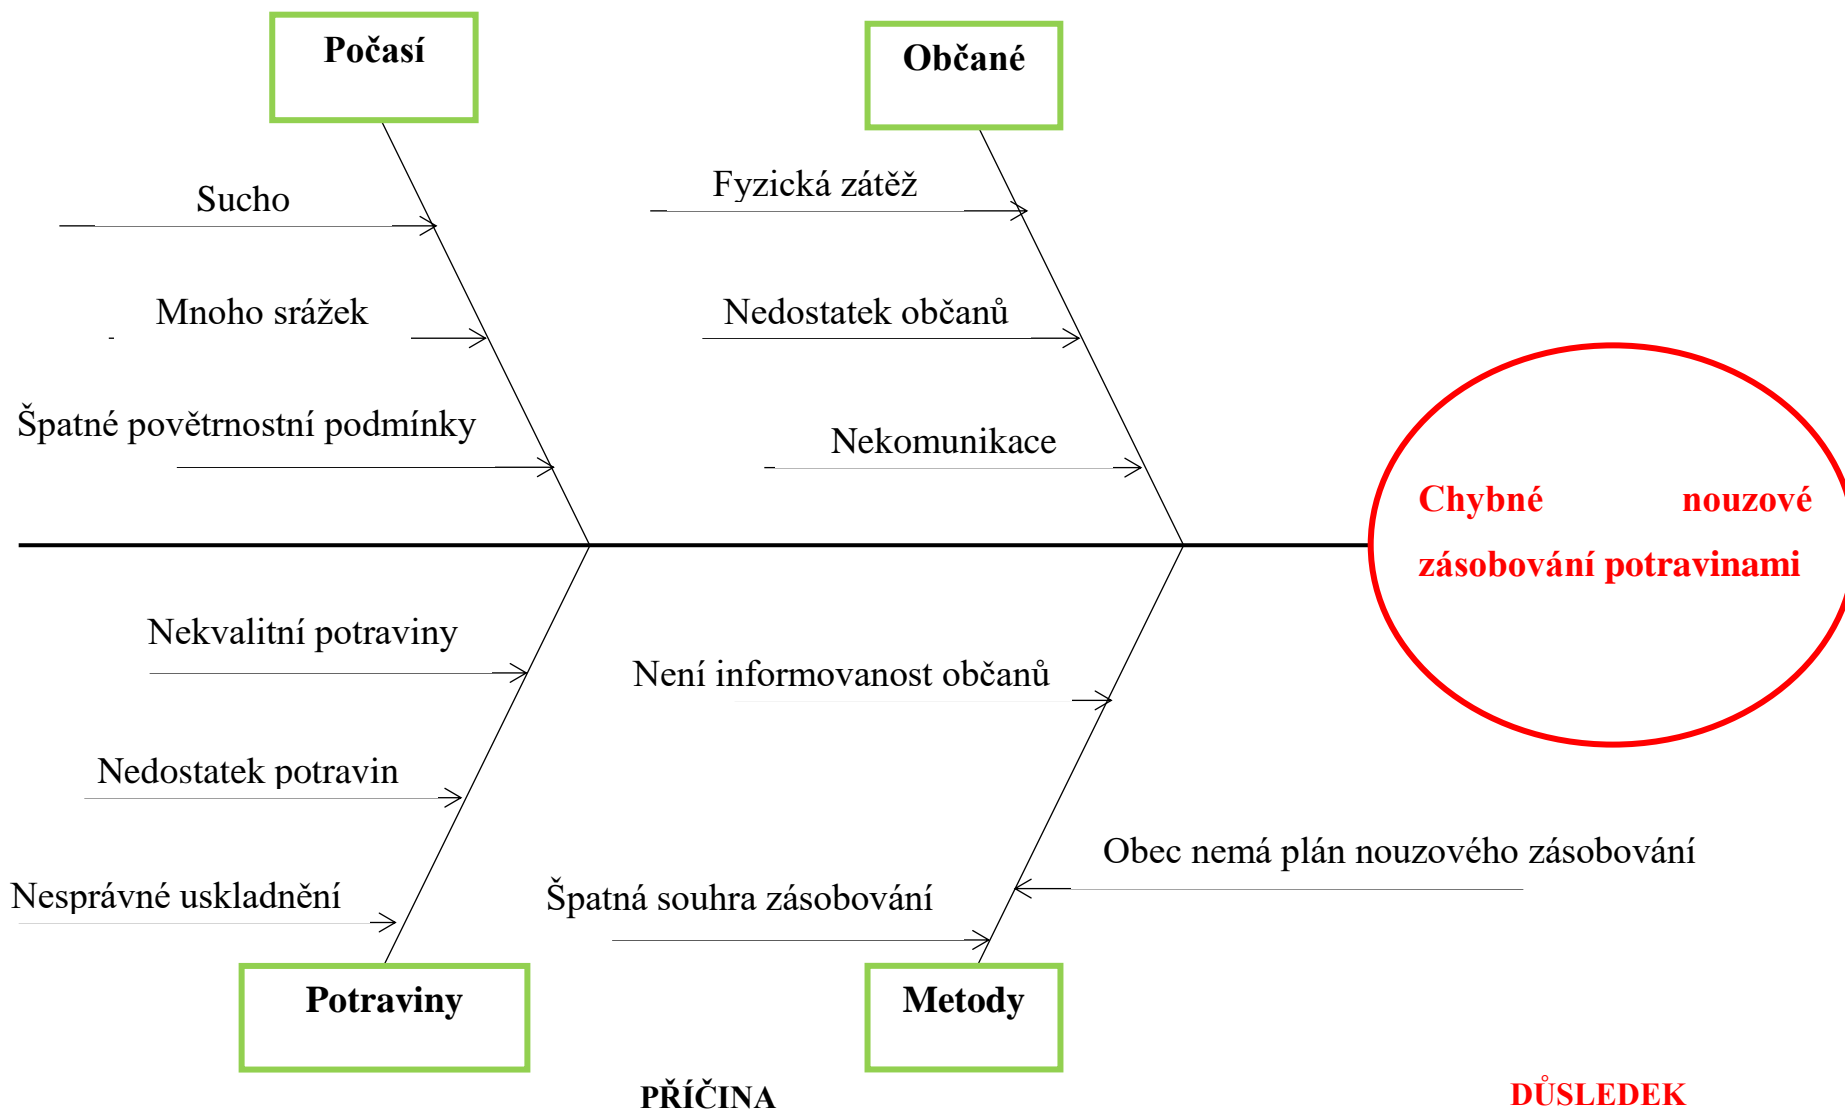 Počasí
Občané
Sucho
Fyzická zátěž
Mnoho srážek
Nedostatek občanů
Špatné povětrnostní podmínky
Nekomunikace
Chybné nouzové
zásobování potravinami
Nekvalitní potraviny
Není informovanost občanů
Nedostatek potravin
Obec nemá plán nouzového zásobování
Nesprávné uskladnění
Špatná souhra zásobování
Potraviny
Metody
PŘÍČINA
DŮSLEDEK